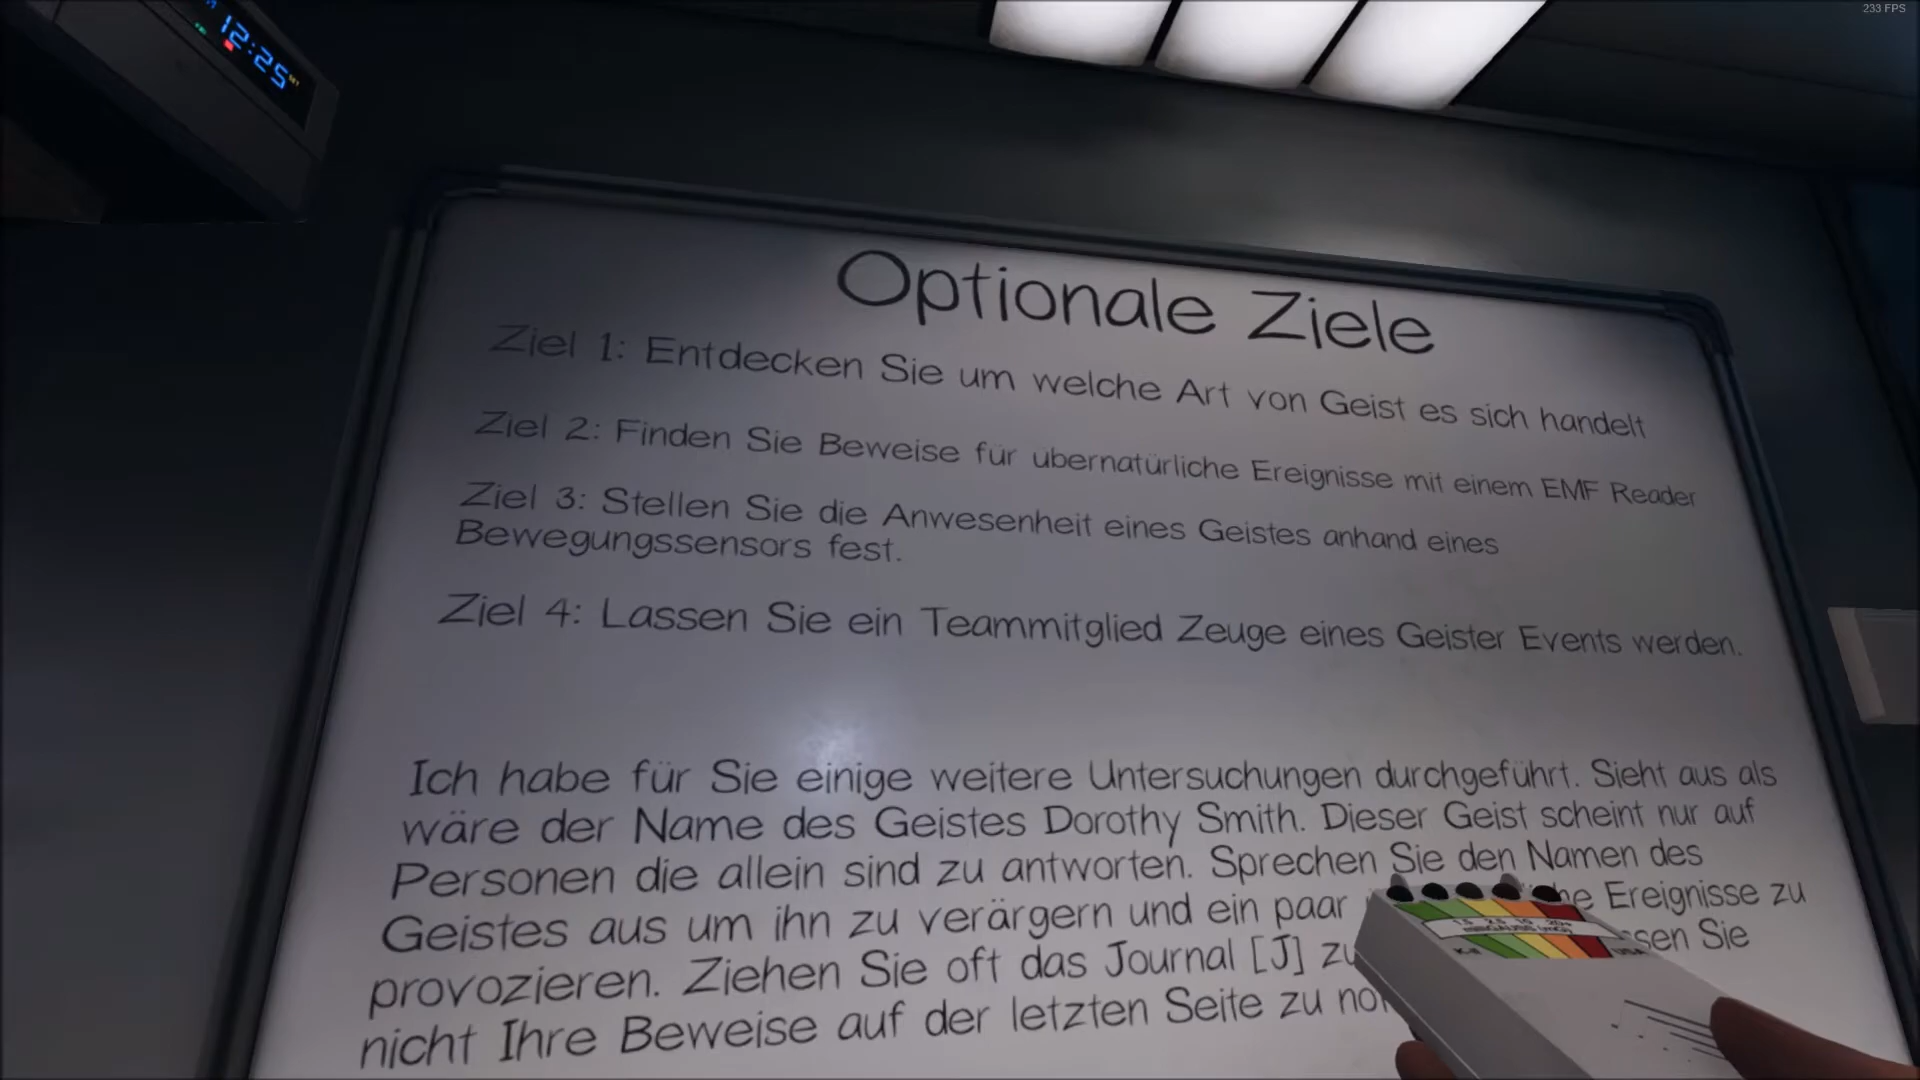 233 FPS
12:25
Optionale Ziele
Ziel 1: Entdecken Sie um welche Art von Geist es sich handelt
Ziel 2: Finden Sie Beweise für übernatürliche Ereignisse mit einem EMF Reader
Ziel 3: Stellen Sie die Anwesenheit eines Geistes anhand eines
Bewegungssensors fest.
Ziel 4: Lassen Sie ein Teammitglied Zeuge eines Geister Events werden.
Ich habe für Sie einige weitere Untersuchungen durchgeführt. Sieht aus als
wäre der Name des Geistes Dorothy Smith. Dieser Geist scheint nur auf
Personen die allein sind zu antworten. Sprechen Sie den Namen des
Geistes aus um ihn zu verärgern und ein paar Ereignisse zu
provozieren. Ziehen Sie oft das Journal [J] Sie
nicht Ihre Beweise auf der letzten Seite zu
K-II
USA